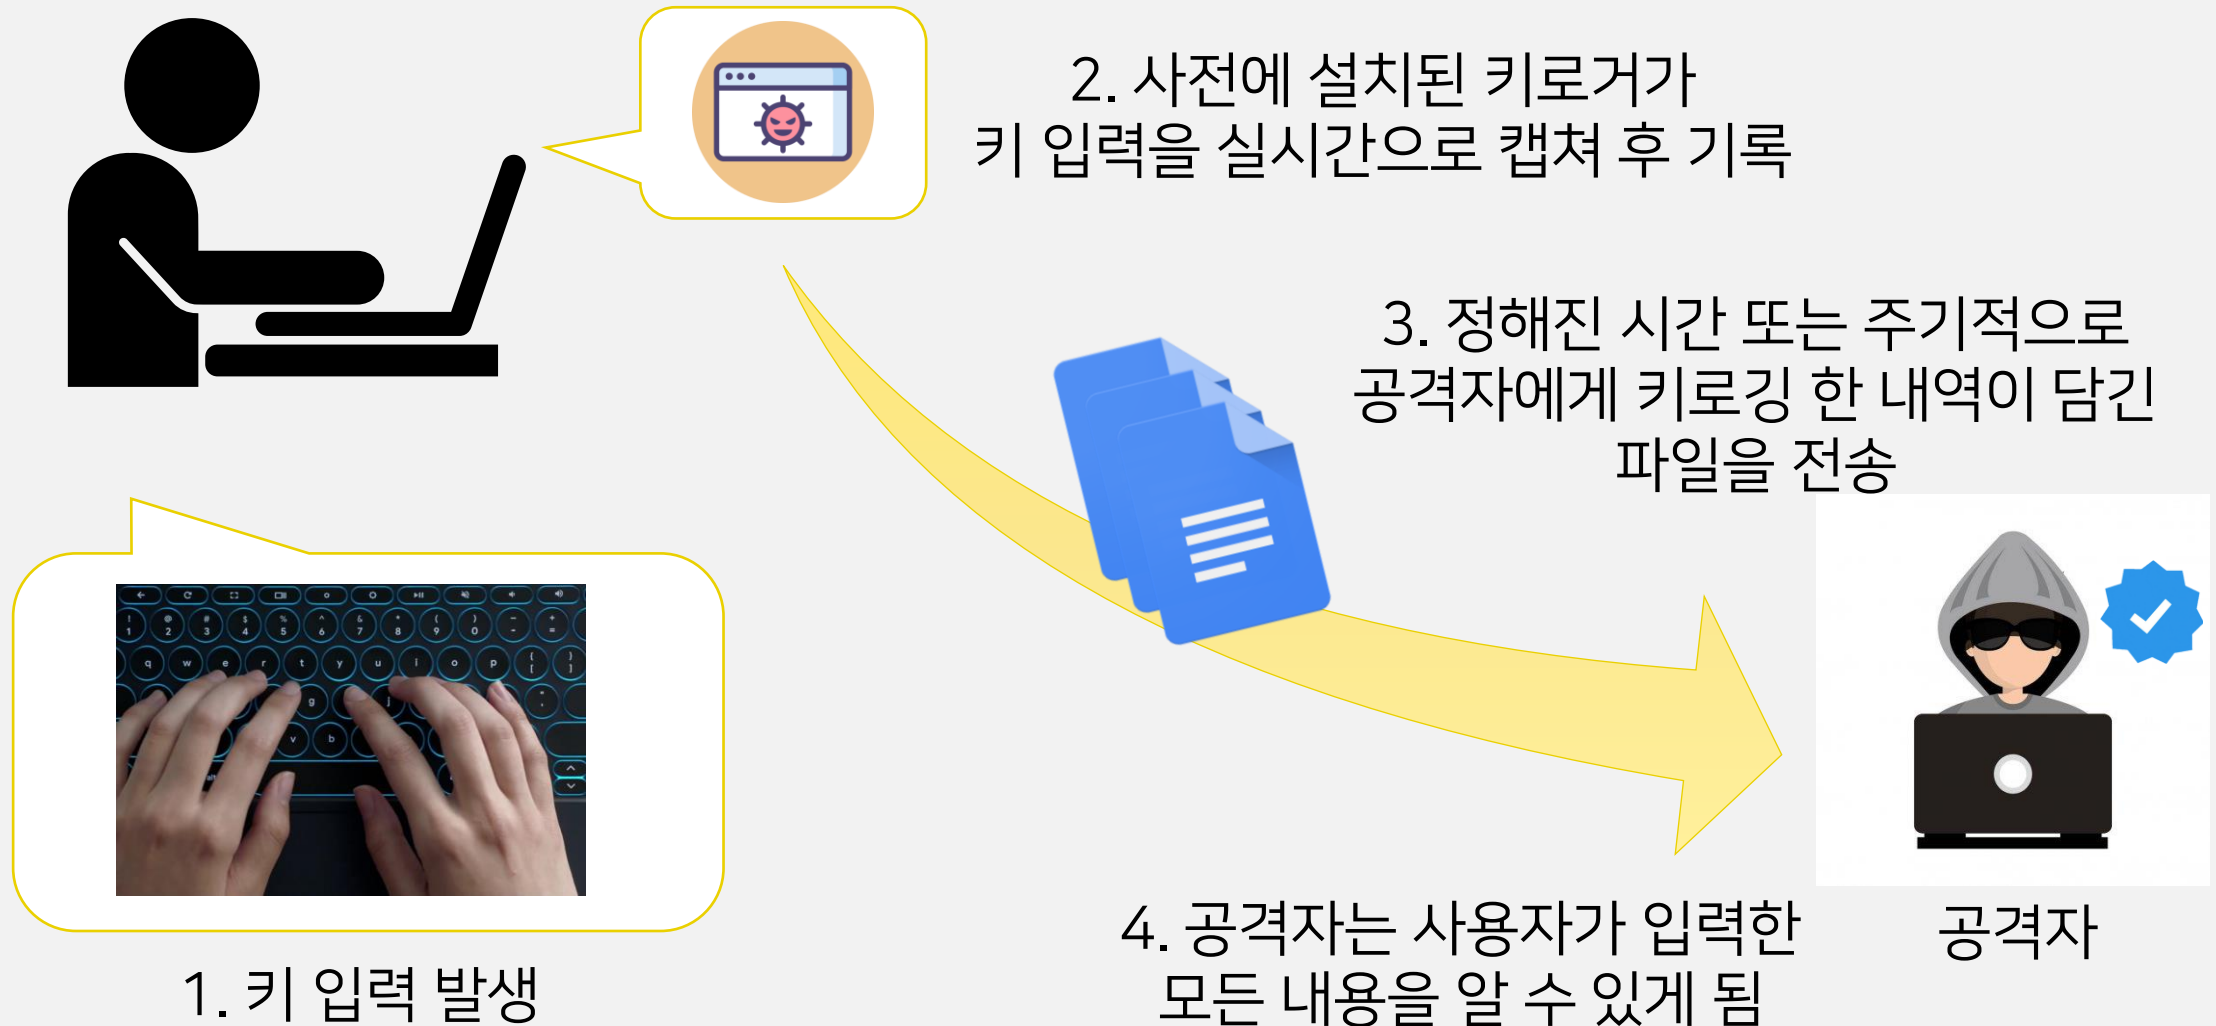 2. 사전에 설치된 키로거가
키 입력을 실시간으로 캡쳐 후 기록
3. 정해진 시간 또는 주기적으로
공격자에게 키로깅 한 내역이 담긴
파일을 전송
1. 키 입력 발생
4. 공격자는 사용자가 입력한
모든 내용을 알 수 있게 됨
공격자